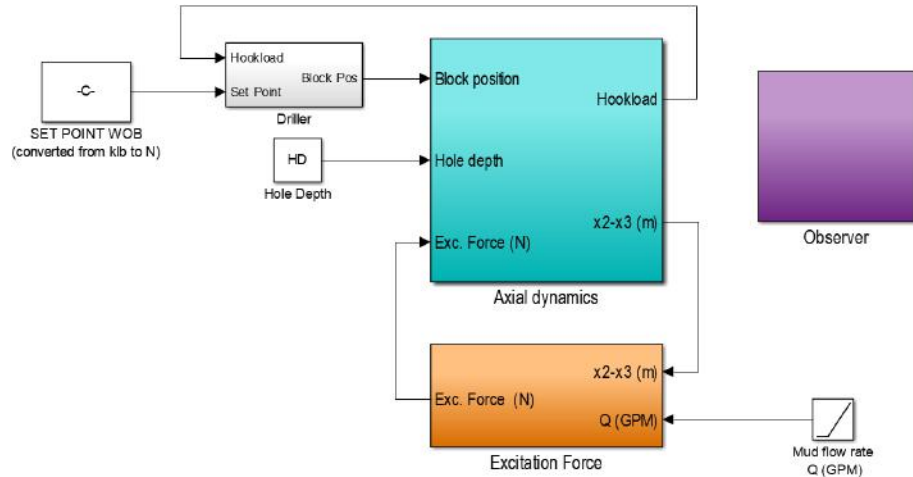 Hookload
Block Pos
Set Point
Driller
-C-
SET POINT WOB
(converted from klb to N)
HD
Hole Depth
Block position
Hookload
Hole depth
x2-x3 (m)
Exc. Force (N)
Axial dynamics
Observer
x2-x3 (m)
Exc. Force (N)
Q (GPM)
Excitation Force
Mud flow rate
Q (GPM)